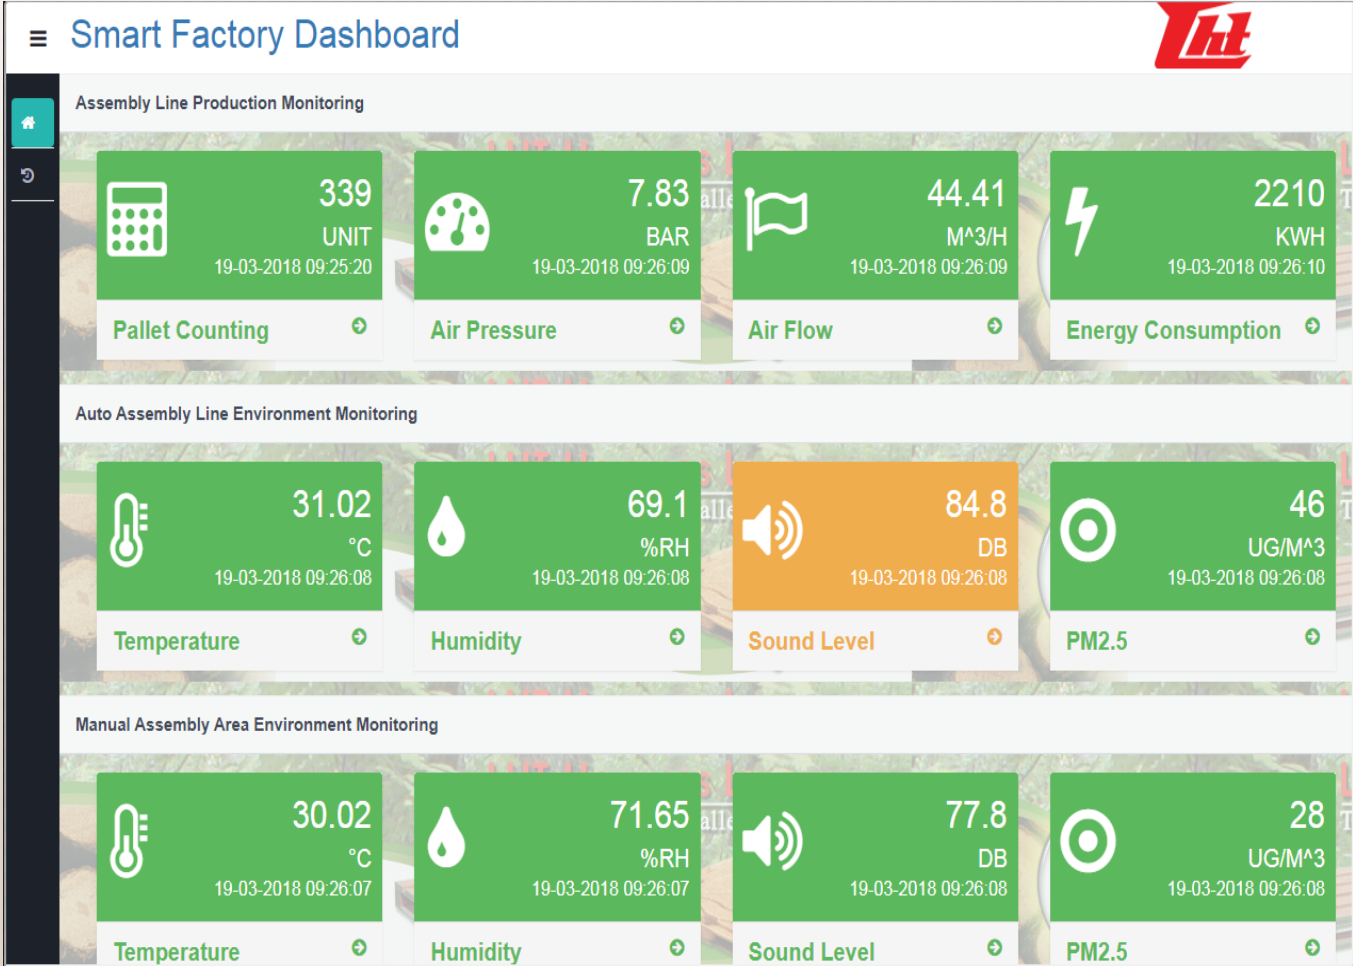 Smart Factory Dashboard
Lht
Assembly Line Production Monitoring
339
UNIT
19-03-2018 09:25:20
Pallet Counting
7.83
BAR
19-03-2018 09:26:09
Air Pressure
44.41
M^3/H
19-03-2018 09:26:09
Air Flow
2210
KWH
19-03-2018 09:26:10
Energy Consumption
Auto Assembly Line Environment Monitoring
31.02
°C
19-03-2018 09:26:08
Temperature
69.1
%RH
19-03-2018 09:26:08
Humidity
84.8
DB
19-03-2018 09:26:08
Sound Level
46
UG/M^3
19-03-2018 09:26:08
PM2.5
Manual Assembly Area Environment Monitoring
30.02
°C
19-03-2018 09:26:07
Temperature
71.65
%RH
19-03-2018 09:26:07
Humidity
77.8
DB
19-03-2018 09:26:08
Sound Level
28
UG/M^3
19-03-2018 09:26:08
PM2.5